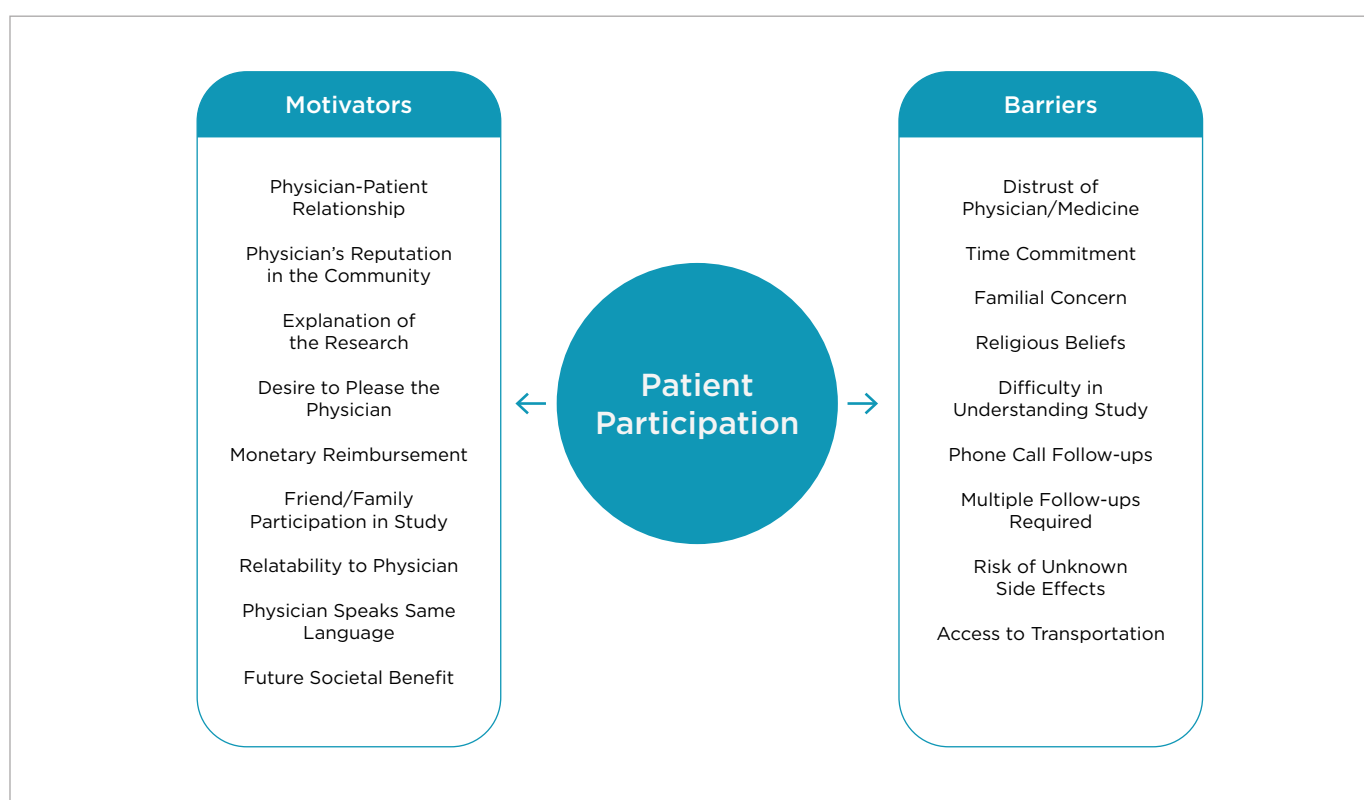 Motivators
Physician-Patient
Relationship
Physician’s Reputation
in the Community
Explanation of
the Research
Desire to Please the
Physician
Monetary Reimbursement
Friend/Family
Participation in Study
Relatability to Physician
Physician Speaks Same
Language
Future Societal Benefit
Patient
Participation
Barriers
Distrust of
Physician/Medicine
Time Commitment
Familial Concern
Religious Beliefs
Difficulty in
Understanding Study
Phone Call Follow-ups
Multiple Follow-ups
Required
Risk of Unknown
Side Effects
Access to Transportation